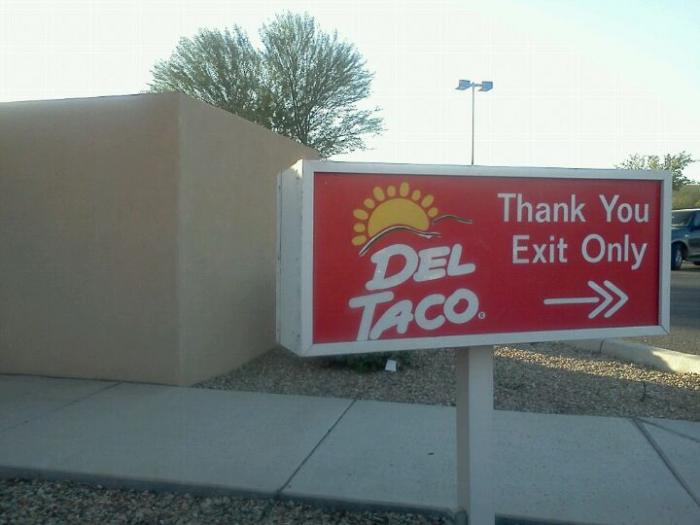 DEL
TACO
Thank You
Exit Only